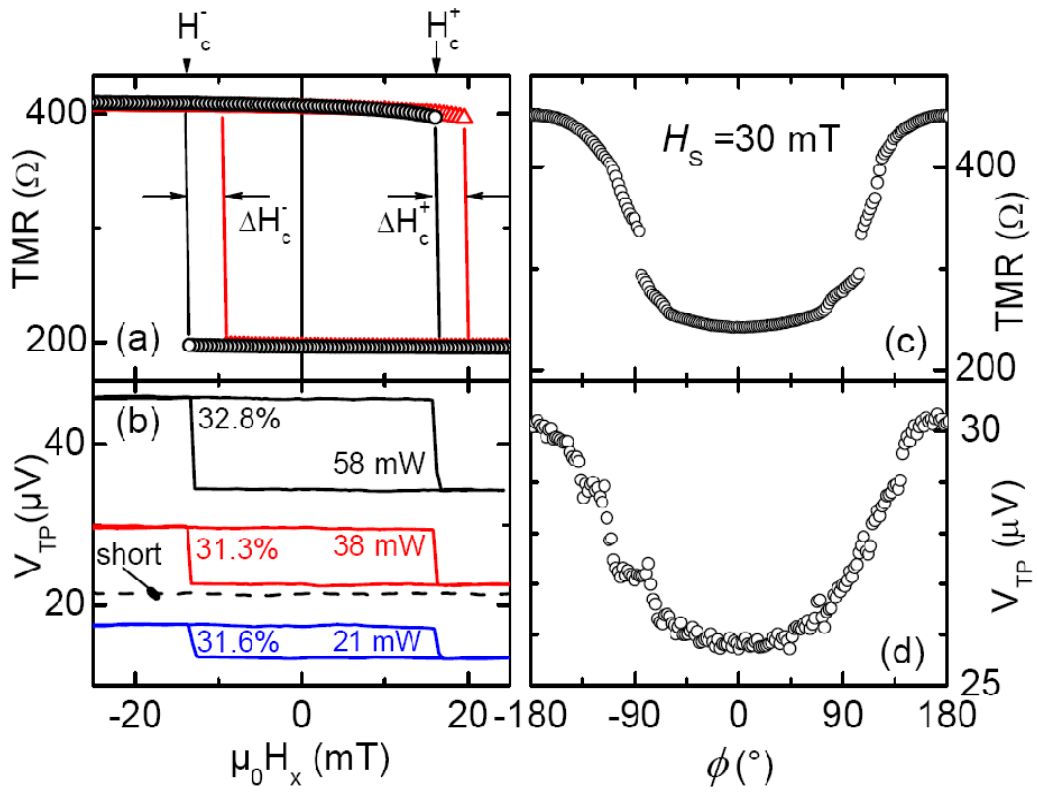 H_c^- H_c^+
400
TMR (Ω)
ΔH_c^- ΔH_c^+
200
(a)
H_S =30 mT
400
TMR (Ω)
(c)
200
(b)
32.8%
40
58 mW
V_TP(μV)
31.3% 38 mW
short
20
31.6% 21 mW
-20 0 20
μ_0H_x (mT)
30
V_TP (μV)
(d)
25
-180 -90 0 90 180
ϕ(°)